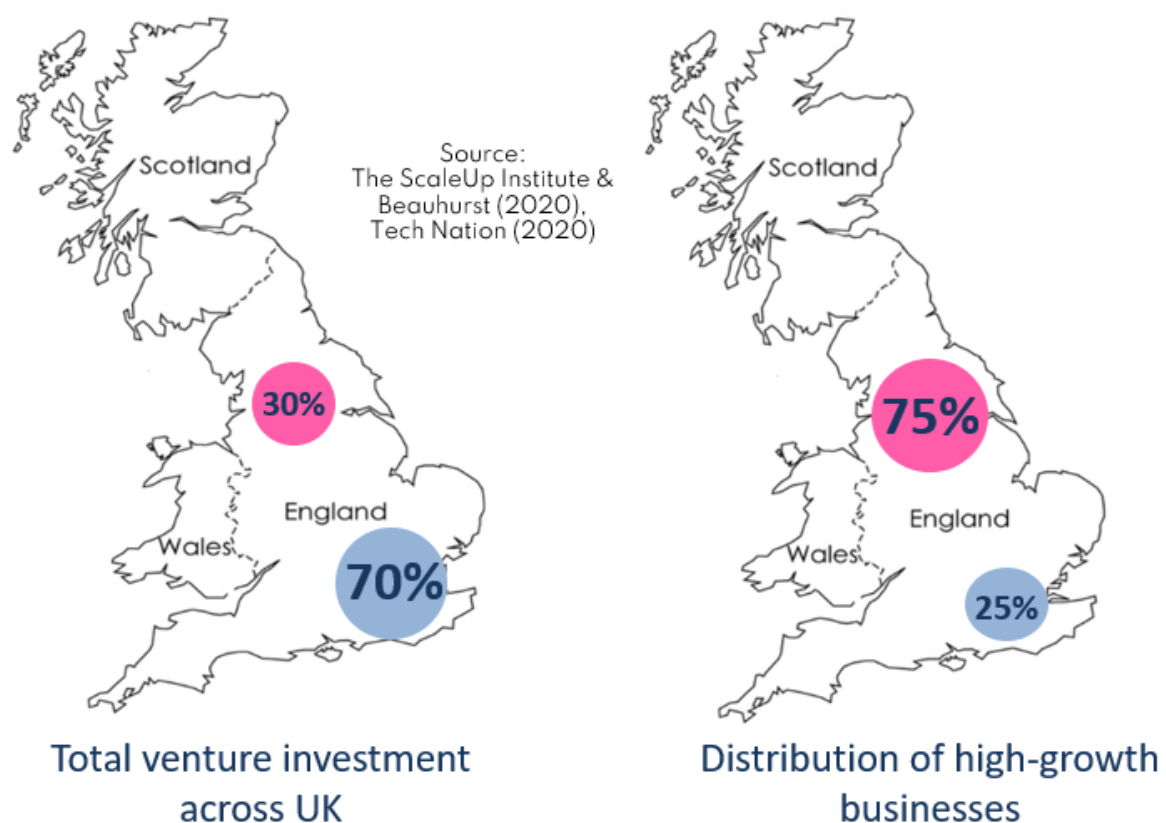 Scotland
Source:
The ScaleUp Institute &
Beauhurst (2020),
Tech Nation (2020)
30%
England
Wales
70%
Total venture investment
across UK
Scotland
75%
England
Wales
25%
Distribution of high-growth
businesses